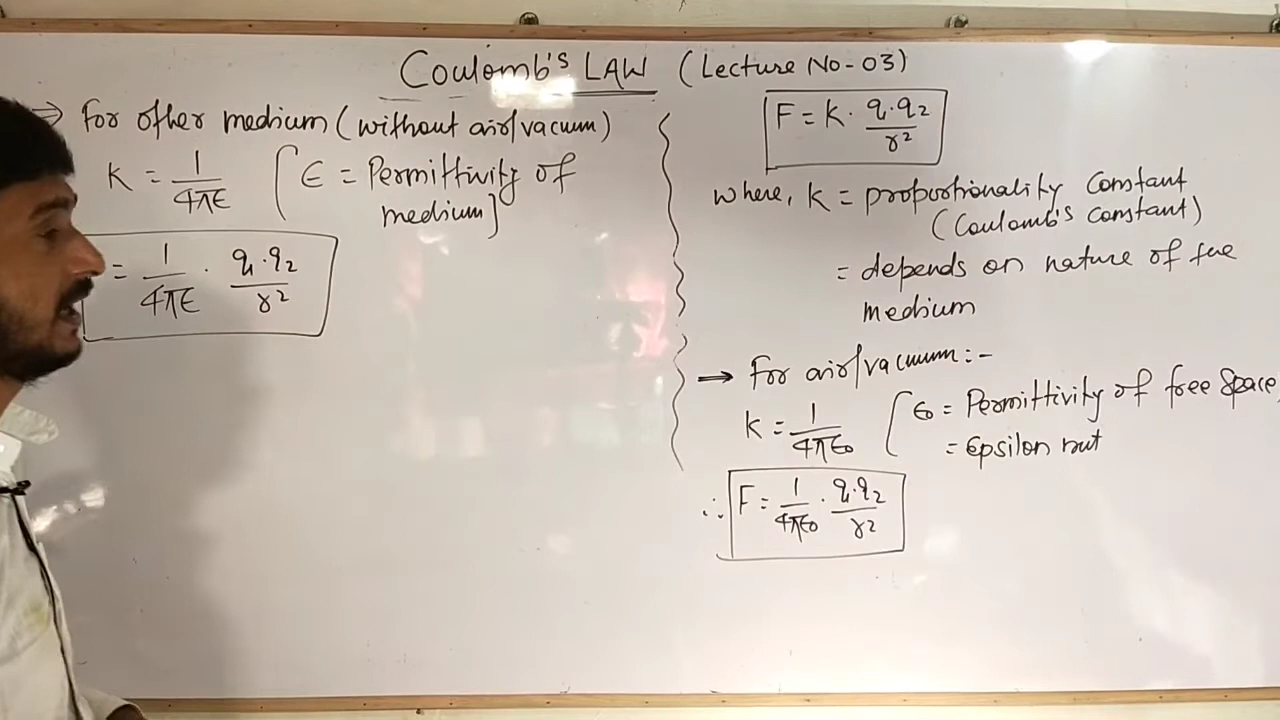 Coulomb's LAW (Lecture No-03)
⇒ For other medium (without air/vacuum)
K = 1/4πϵ [ϵ = Permittivity of
medium]
= 1/4πϵ · q1·q2/r²
F = K · q1·q2/r²
where, K = proportionality Constant
(Coulomb's Constant)
= depends on nature of the
medium
→ For air/vacuum:-
K = 1/4πϵ0 [ϵ0 = Permittivity of free Space,
= Epsilon nut
∴ F = 1/4πϵ0 · q1·q2/r²